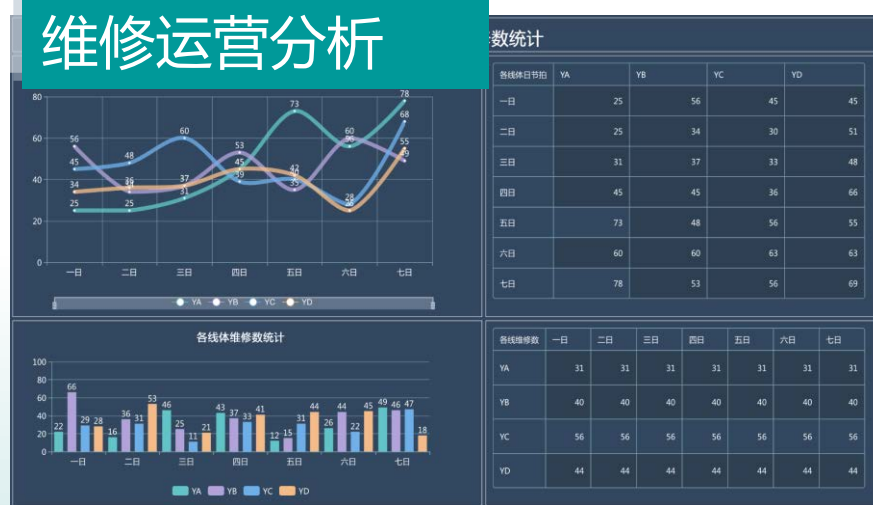 维修运营分析
数统计
80
60
40
20
0
56
45
34
25
48
36
25
60
37
31
53
45
39
73
42
35
60
28
78
68
55
49
一日 二日 三日 四日 五日 六日 七日
YA YB YC YD
各线体日节拍 YA YB YC YD
一日 25 56 45 45
二日 25 34 30 51
三日 31 37 33 48
四日 45 45 36 66
五日 73 48 56 55
六日 60 60 63 63
七日 78 53 56 69
各线体维修数统计
100
80
60
40
20
0
22 66 29 28 16 36 31 53 46 25 11 21 43 37 33 41 12 15 31 44 26 44 22 45 49 46 47 18
一日 二日 三日 四日 五日 六日 七日
YA YB YC YD
各线维修数 一日 二日 三日 四日 五日 六日 七日
YA 31 31 31 31 31 31 31
YB 40 40 40 40 40 40 40
YC 56 56 56 56 56 56 56
YD 44 44 44 44 44 44 44